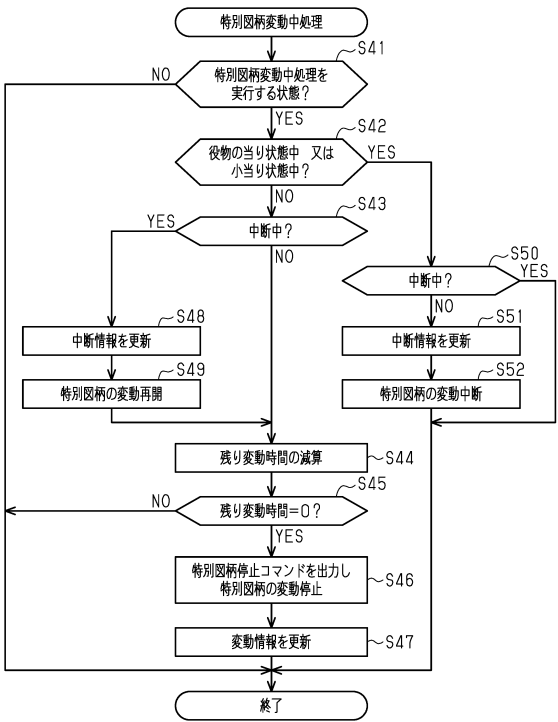 特別図柄変動中処理
S41
特別図柄変動中処理を
実行する状態？
NO
YES
S42
役物の当り状態中　又は
小当り状態中？
YES
NO
S43
中断中？
YES
NO
S50
中断中？
YES
NO
S48
中断情報を更新
S51
中断情報を更新
S49
特別図柄の変動再開
S52
特別図柄の変動中断
残り変動時間の減算
S44
S45
残り変動時間＝0？
NO
YES
特別図柄停止コマンドを出力し
特別図柄の変動停止
S46
変動情報を更新
S47
終了